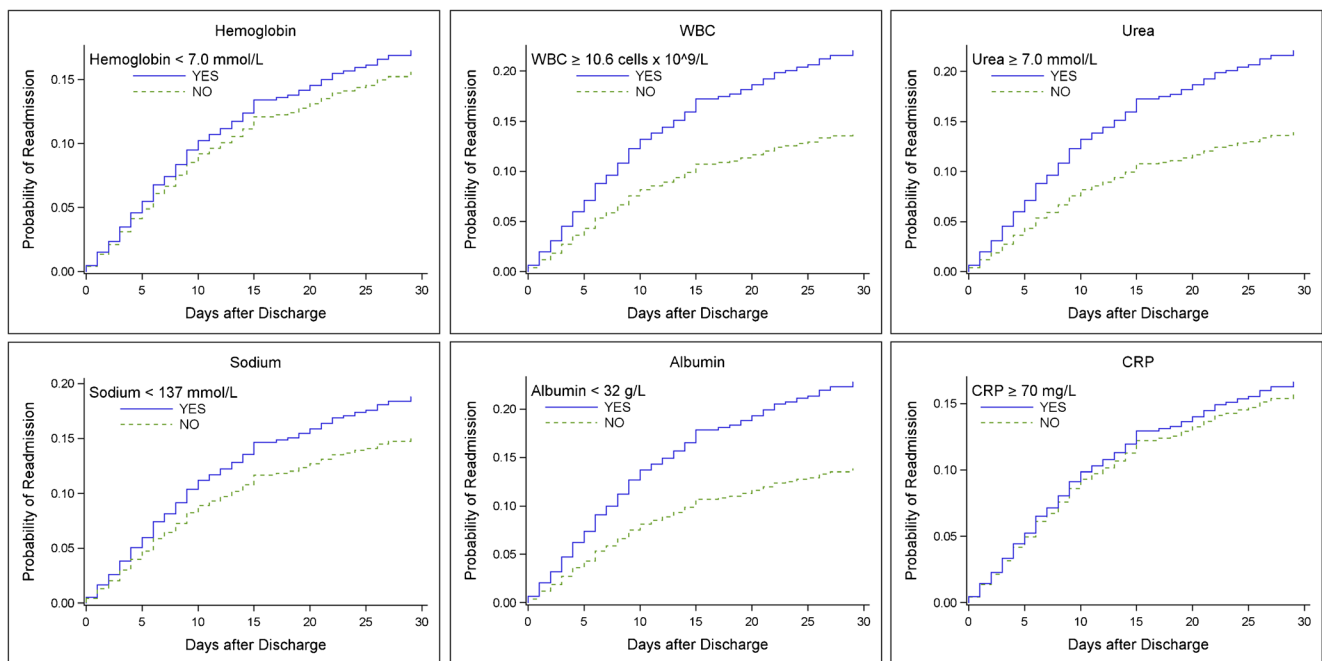 Hemoglobin
Hemoglobin < 7.0 mmol/L
YES
NO
Probability of Readmission
0.15
0.10
0.05
0.00
0 5 10 15 20 25 30
Days after Discharge
WBC
WBC ≥ 10.6 cells x 10^9/L
YES
NO
Probability of Readmission
0.20
0.15
0.10
0.05
0.00
0 5 10 15 20 25 30
Days after Discharge
Urea
Urea ≥ 7.0 mmol/L
YES
NO
Probability of Readmission
0.20
0.15
0.10
0.05
0.00
0 5 10 15 20 25 30
Days after Discharge
Sodium
Sodium < 137 mmol/L
YES
NO
Probability of Readmission
0.20
0.15
0.10
0.05
0.00
0 5 10 15 20 25 30
Days after Discharge
Albumin
Albumin < 32 g/L
YES
NO
Probability of Readmission
0.20
0.15
0.10
0.05
0.00
0 5 10 15 20 25 30
Days after Discharge
CRP
CRP ≥ 70 mg/L
YES
NO
Probability of Readmission
0.15
0.10
0.05
0.00
0 5 10 15 20 25 30
Days after Discharge